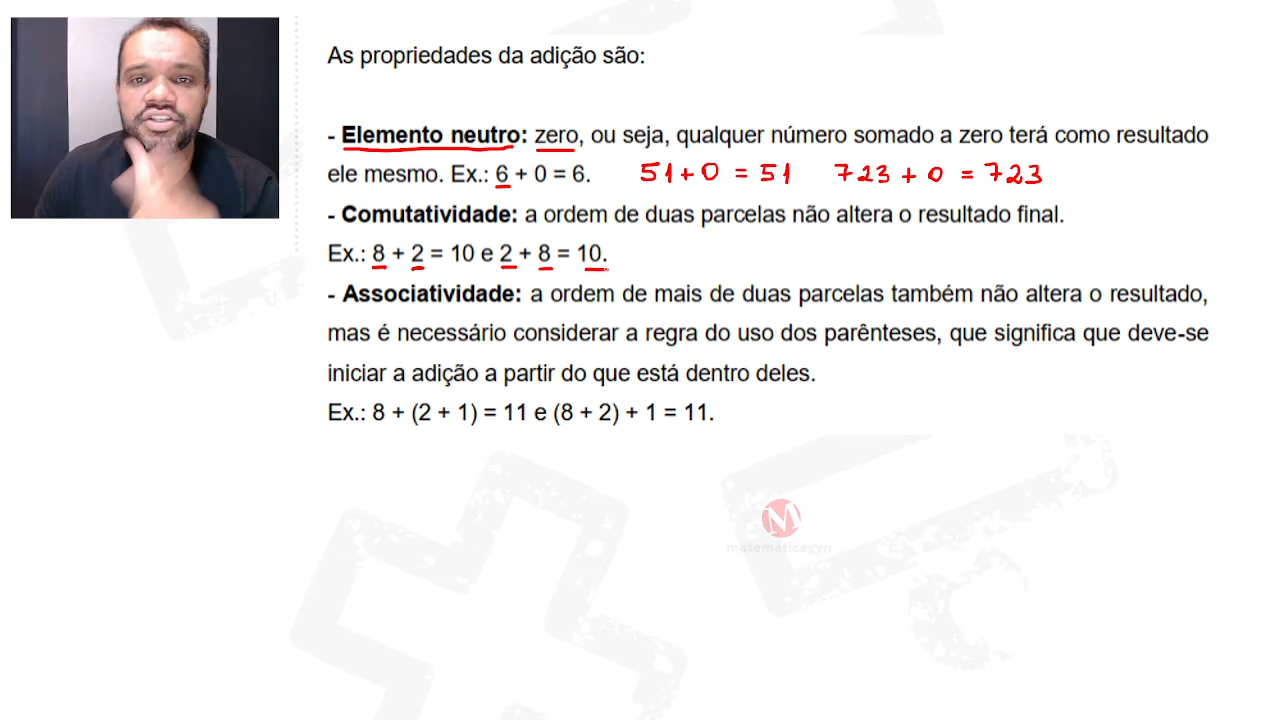 As propriedades da adição são:
- Elemento neutro: zero, ou seja, qualquer número somado a zero terá como resultado
ele mesmo. Ex.: 6 + 0 = 6. 51 + 0 = 51 723 + 0 = 723
- Comutatividade: a ordem de duas parcelas não altera o resultado final.
Ex.: 8 + 2 = 10 e 2 + 8 = 10.
- Associatividade: a ordem de mais de duas parcelas também não altera o resultado,
mas é necessário considerar a regra do uso dos parênteses, que significa que deve-se
iniciar a adição a partir do que está dentro deles.
Ex.: 8 + (2 + 1) = 11 e (8 + 2) + 1 = 11.
M
matemáticagyn